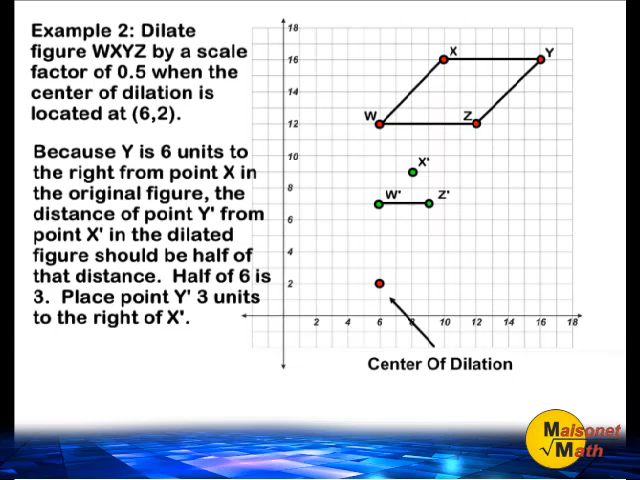 Example 2: Dilate
figure WXYZ by a scale
factor of 0.5 when the
center of dilation is
located at (6,2).
Because Y is 6 units to
the right from point X in
the original figure, the
distance of point Y' from
point X' in the dilated
figure should be half of
that distance. Half of 6 is
3. Place point Y' 3 units
to the right of X'.
18
16
14
12
10
8
6
4
2
X
Y
W
Z
X'
W'
Z'
2 4 6 8 10 12 14 16 18
Center Of Dilation
Maisonet
√Math